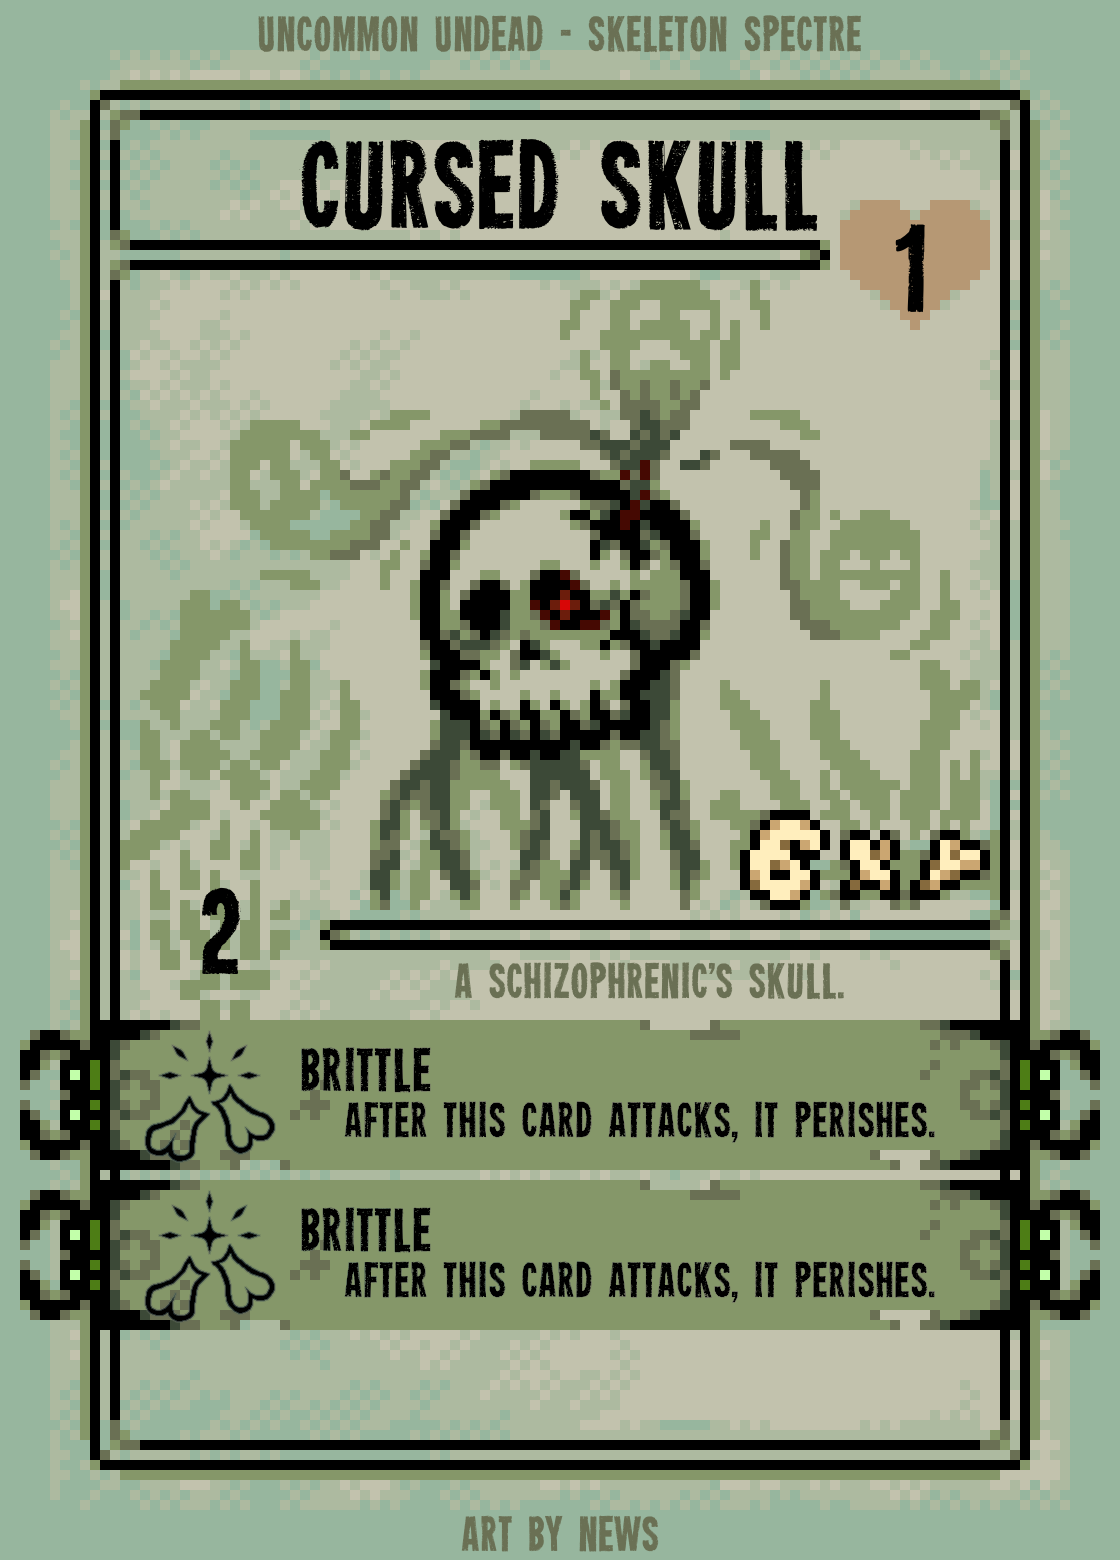 UNCOMMON UNDEAD - SKELETON SPECTRE
CURSED SKULL
1
6XP
2
A SCHIZOPHRENIC'S SKULL.
BRITTLE
AFTER THIS CARD ATTACKS, IT PERISHES.
BRITTLE
AFTER THIS CARD ATTACKS, IT PERISHES.
ART BY NEWS